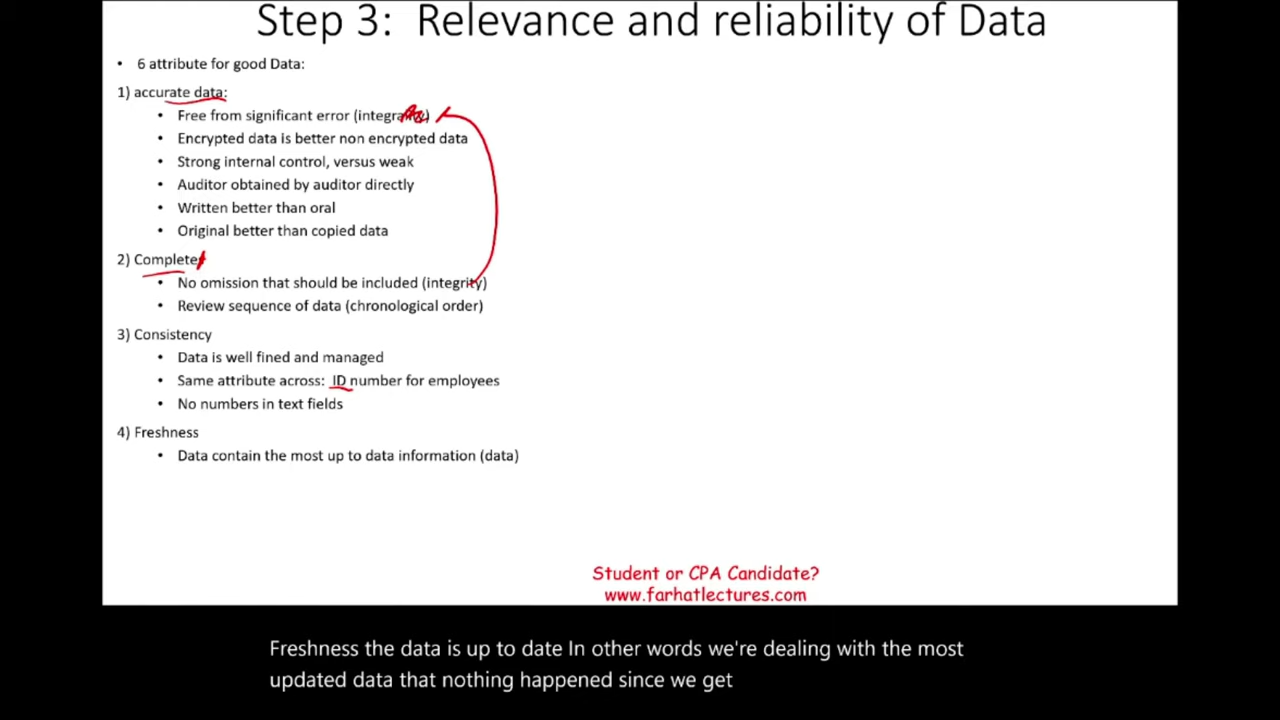 Step 3: Relevance and reliability of Data
• 6 attribute for good Data:
1) accurate data:
• Free from significant error
• Encrypted data is better non encrypted data
• Strong internal control, versus weak
• Auditor obtained by auditor directly
• Written better than oral
• Original better than copied data
2) Complete
• No omission that should be included (integrity)
• Review sequence of data (chronological order)
3) Consistency
• Data is well fined and managed
• Same attribute across: ID number for employees
• No numbers in text fields
4) Freshness
• Data contain the most up to data information (data)
Student or CPA Candidate?
www.farhatlectures.com
Freshness the data is up to date In other words we're dealing with the most
updated data that nothing happened since we get